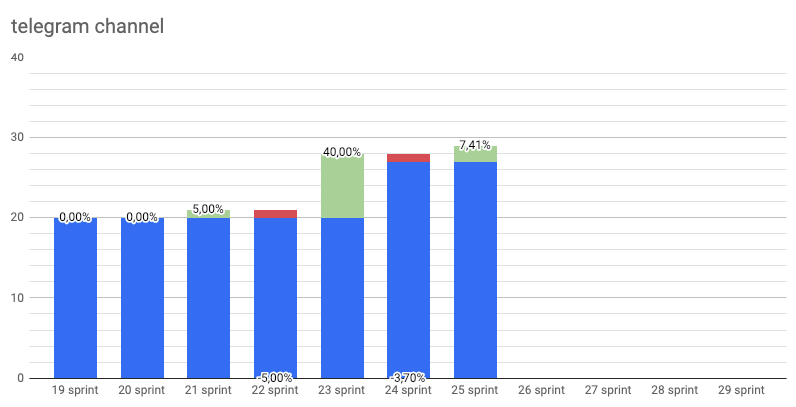 telegram channel
40
30
20
10
0
0,00%
0,00%
5,00%
-5,00%
40,00%
-3,70%
7,41%
19 sprint
20 sprint
21 sprint
22 sprint
23 sprint
24 sprint
25 sprint
26 sprint
27 sprint
28 sprint
29 sprint